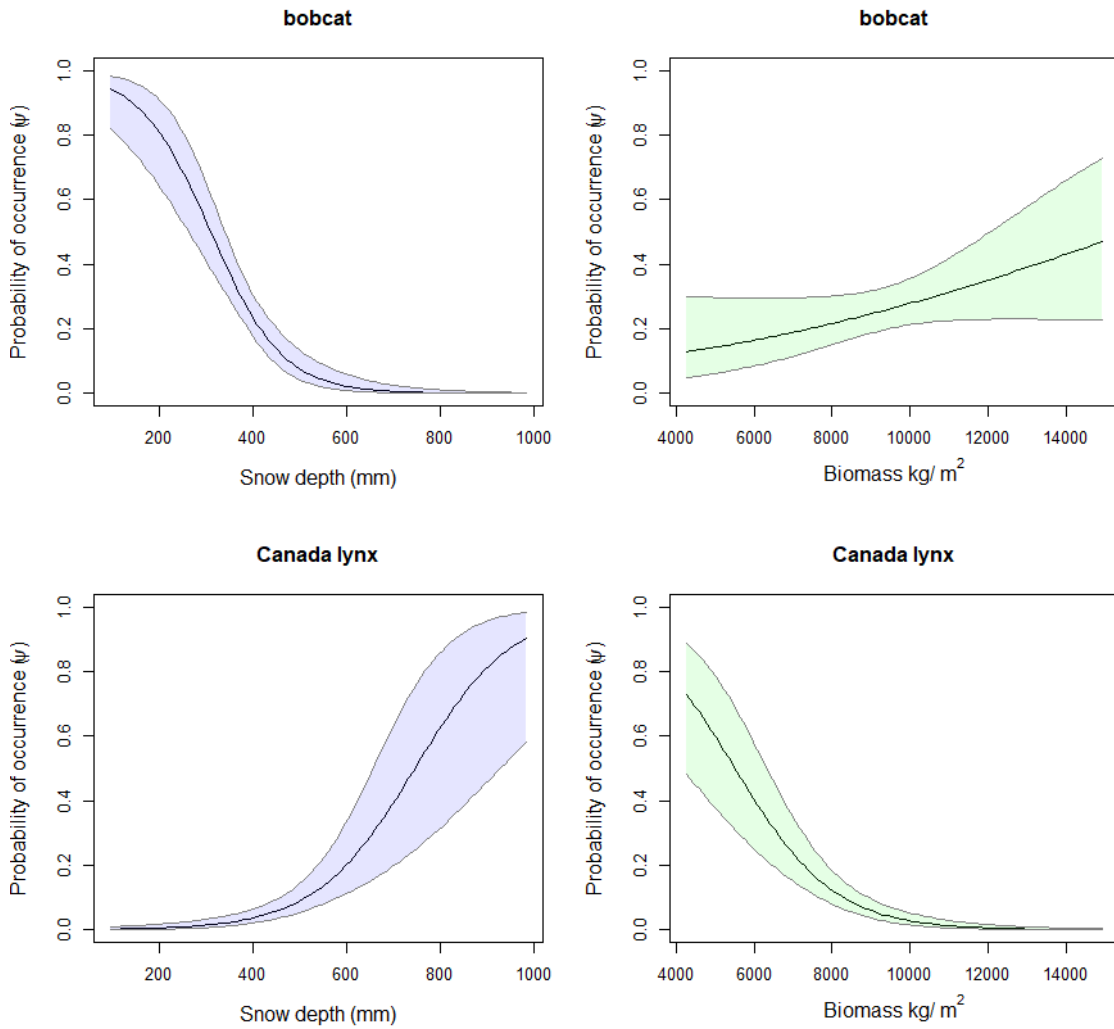 bobcat
Probability of occurrence (ψ)
1.0
0.8
0.6
0.4
0.2
0.0
200 400 600 800 1000
Snow depth (mm)
bobcat
Probability of occurrence (ψ)
1.0
0.8
0.6
0.4
0.2
0.0
4000 6000 8000 10000 12000 14000
Biomass kg/ m²
Canada lynx
Probability of occurrence (ψ)
1.0
0.8
0.6
0.4
0.2
0.0
200 400 600 800 1000
Snow depth (mm)
Canada lynx
Probability of occurrence (ψ)
1.0
0.8
0.6
0.4
0.2
0.0
4000 6000 8000 10000 12000 14000
Biomass kg/ m²